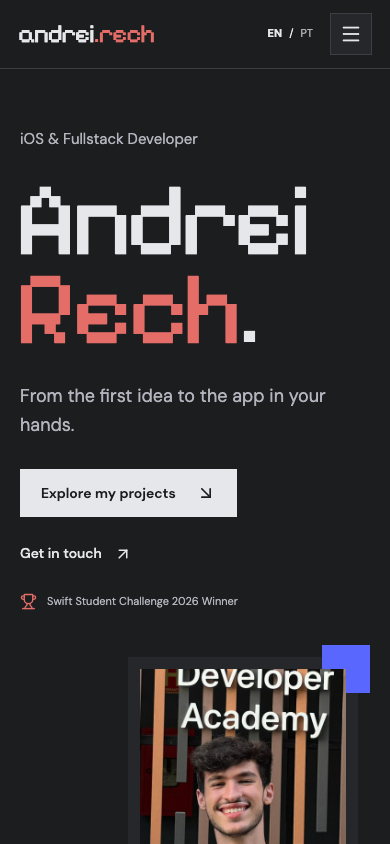 andrei.rech
EN / PT
iOS & Fullstack Developer
Andrei
Rech.
From the first idea to the app in your
hands.
Explore my projects
Get in touch
Swift Student Challenge 2026 Winner
Developer
Academy